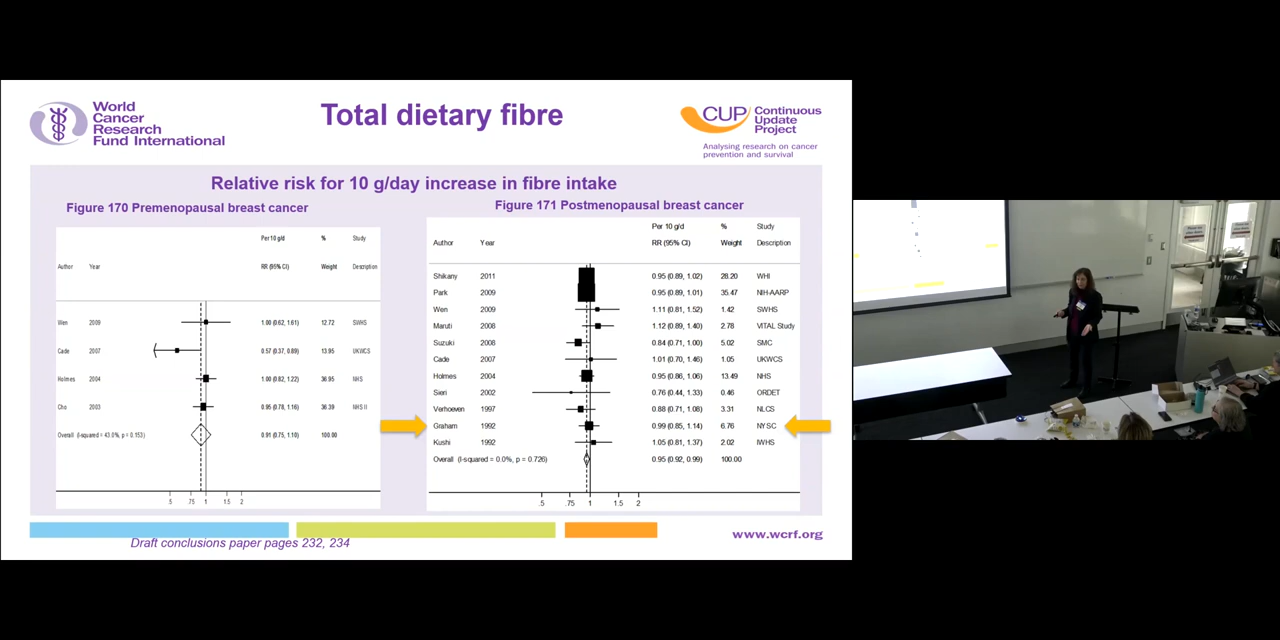 World
Cancer
Research
Fund International
Total dietary fibre
CUP Continuous
Update
Project
Analysing research on cancer
prevention and survival
Relative risk for 10 g/day increase in fibre intake
Figure 170 Premenopausal breast cancer
Per 10 g/d % Study
Author Year RR (95% CI) Weight Description
Wen 2009 1.00 (0.62, 1.61) 12.72 SWHS
Cade 2007 0.57 (0.37, 0.89) 13.95 UKWCS
Holmes 2004 1.00 (0.82, 1.22) 36.95 NHS
Cho 2003 0.95 (0.78, 1.16) 36.39 NHS II
Overall (I-squared = 43.0%, p = 0.153) 0.91 (0.75, 1.10) 100.00
.5 .75 1 1.5 2
Figure 171 Postmenopausal breast cancer
Per 10 g/d % Study
Author Year RR (95% CI) Weight Description
Shikany 2011 0.95 (0.89, 1.02) 28.20 WHI
Park 2009 0.95 (0.89, 1.01) 35.47 NIH-AARP
Wen 2009 1.11 (0.81, 1.52) 1.42 SWHS
Maruti 2008 1.12 (0.89, 1.40) 2.78 VITAL Study
Suzuki 2008 0.84 (0.71, 1.00) 5.02 SMC
Cade 2007 1.01 (0.70, 1.46) 1.05 UKWCS
Holmes 2004 0.95 (0.86, 1.06) 13.49 NHS
Sieri 2002 0.76 (0.44, 1.33) 0.46 ORDET
Verhoeven 1997 0.88 (0.71, 1.08) 3.31 NLCS
Graham 1992 0.99 (0.85, 1.14) 6.76 NYSC
Kushi 1992 1.05 (0.81, 1.37) 2.02 IWHS
Overall (I-squared = 0.0%, p = 0.726) 0.95 (0.92, 0.99) 100.00
.5 .75 1 1.5 2
Draft conclusions paper pages 232, 234
www.wcrf.org